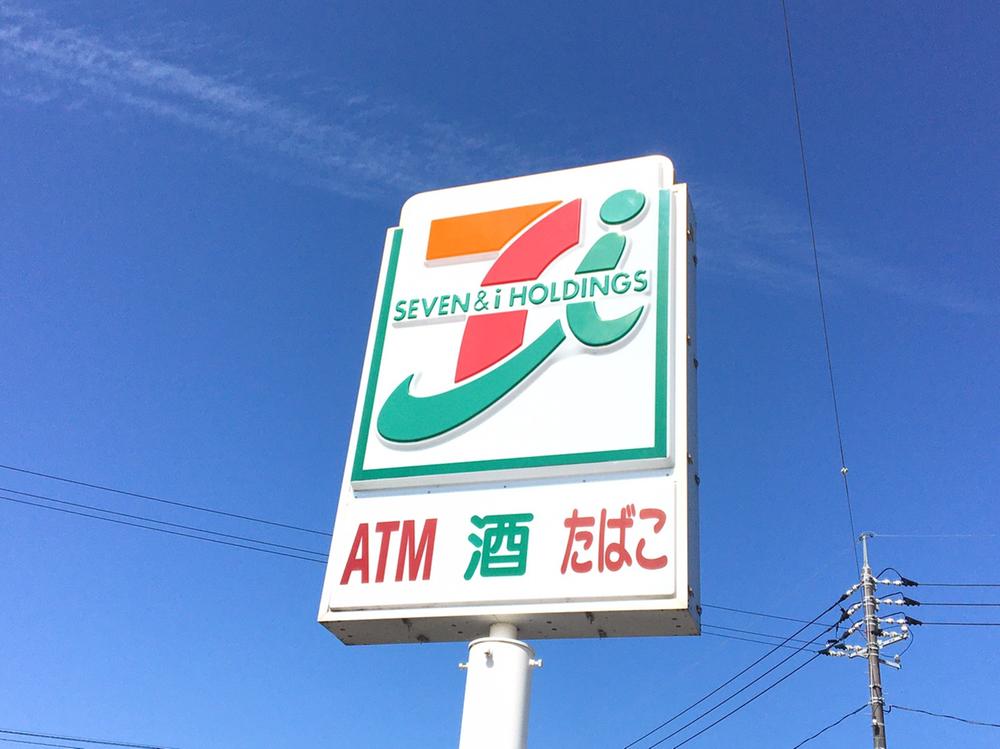 SEVEN & i HOLDINGS
ATM 酒 たばこ